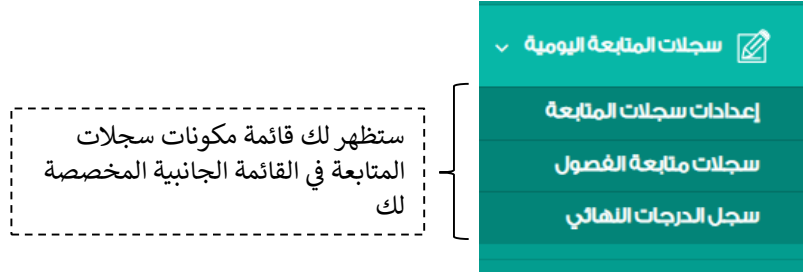 سجلات المتابعة اليومية
إعدادات سجلات المتابعة
سجلات متابعة الفصول
سجل الدرجات النهائي
ستظهر لك قائمة مكونات سجلات
المتابعة في القائمة الجانبية المخصصة
لك